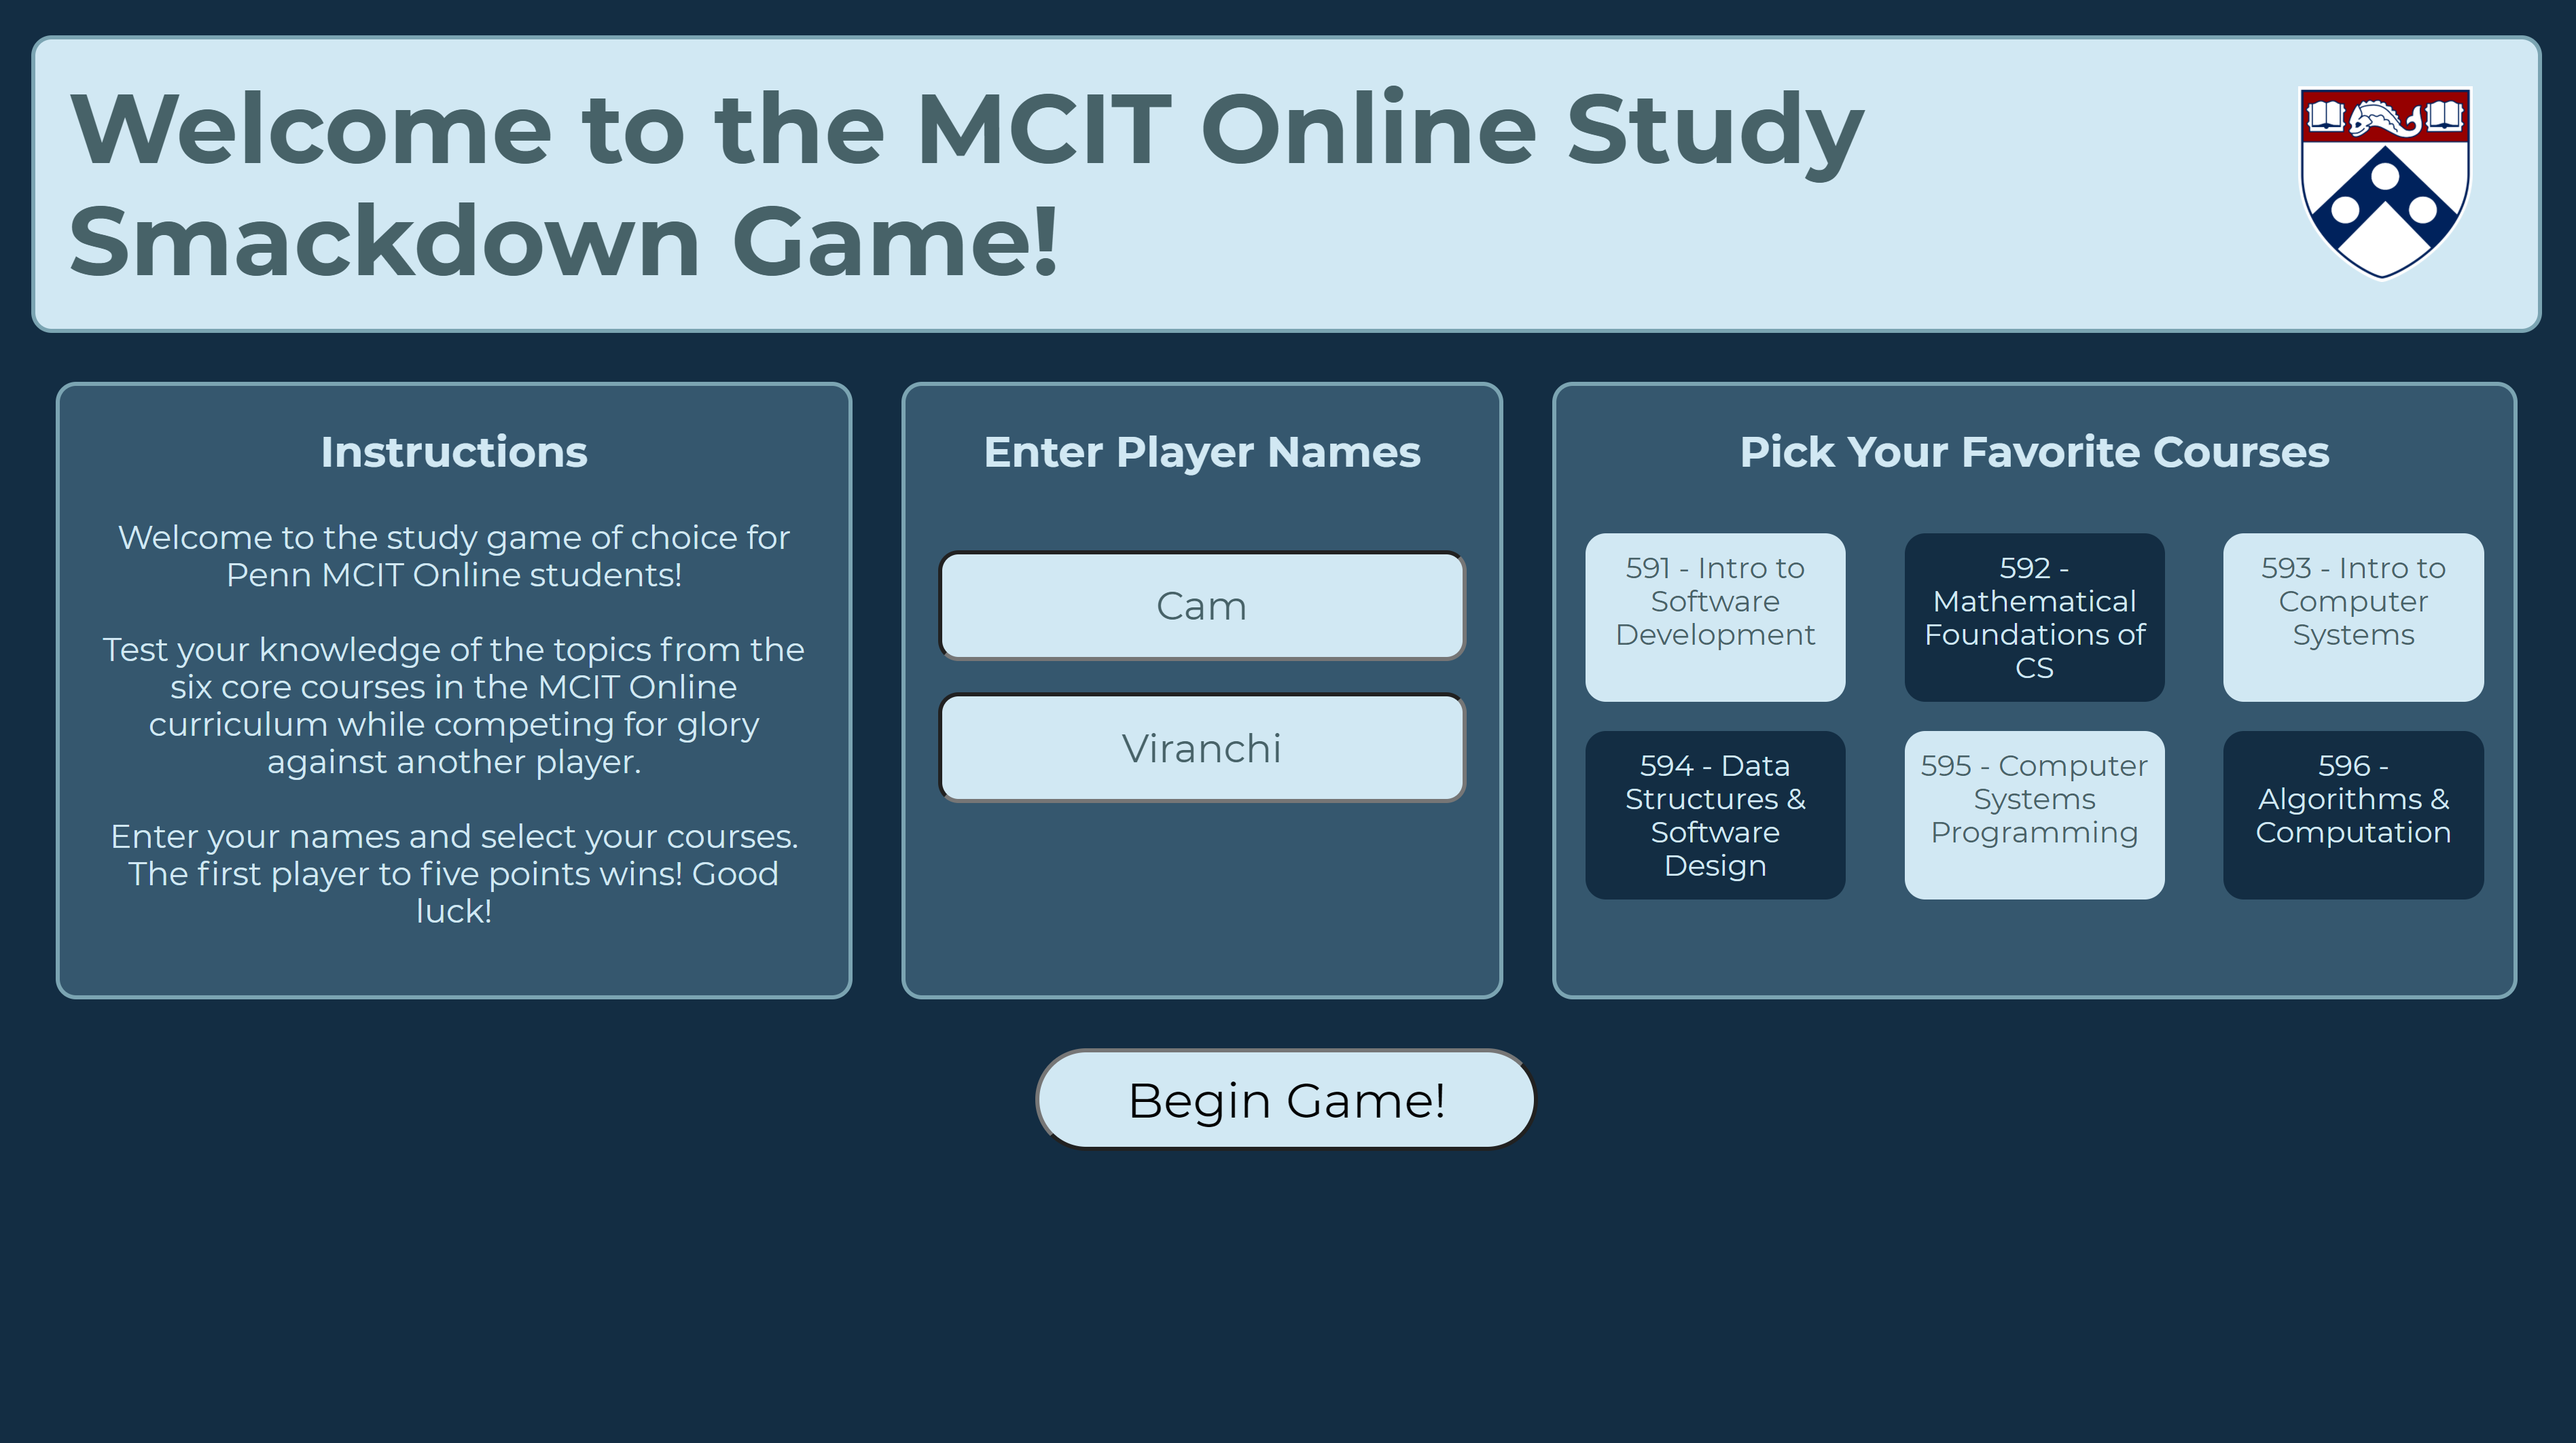 Welcome to the MCIT Online Study
Smackdown Game!
Instructions
Welcome to the study game of choice for
Penn MCIT Online students!
Test your knowledge of the topics from the
six core courses in the MCIT Online
curriculum while competing for glory
against another player.
Enter your names and select your courses.
The first player to five points wins! Good
luck!
Enter Player Names
Cam
Viranchi
Pick Your Favorite Courses
591 - Intro to
Software
Development
592 -
Mathematical
Foundations of
CS
593 - Intro to
Computer
Systems
594 - Data
Structures &
Software
Design
595 - Computer
Systems
Programming
596 -
Algorithms &
Computation
Begin Game!